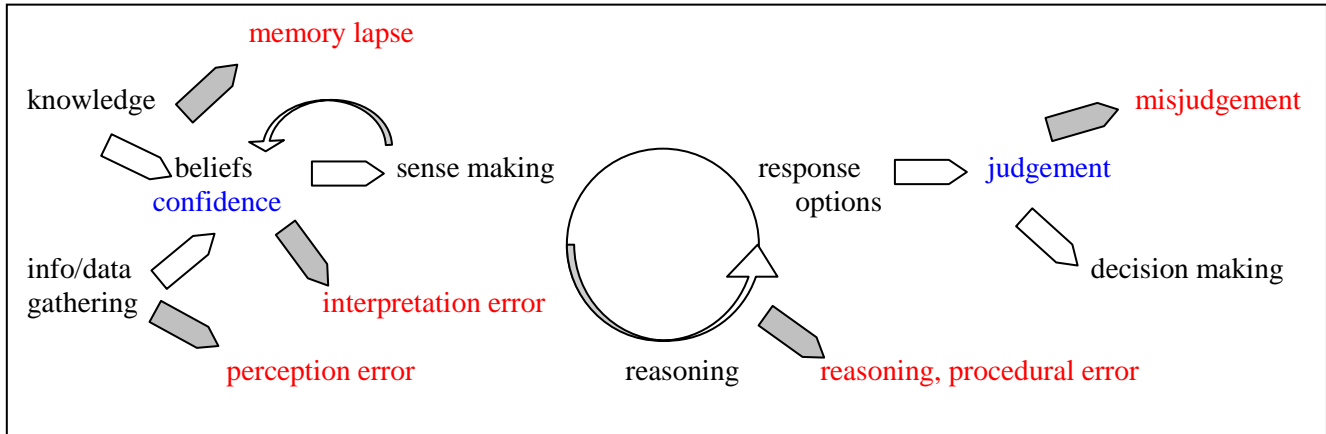 memory lapse
knowledge
misjudgement
beliefs
confidence
sense making
response
options
judgement
info/data
gathering
decision making
interpretation error
perception error
reasoning
reasoning, procedural error